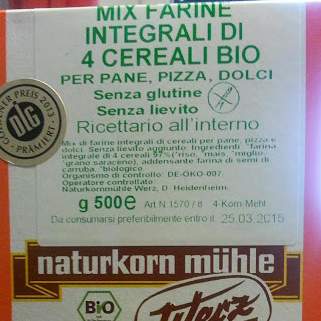 MIX FARINE
INTEGRALI DI
4 CEREALI BIO
PER PANE, PIZZA, DOLCI
Senza glutine
Senza lievito
Ricettario all'interno
Mix di farine integrali di cereali per pane, pizza e
dolci. Senza lievito aggiunto. Ingredienti: °farina
integrale di 4 cereali 97% (°riso, °mais, °miglio,
°grano saraceno), addensante farina di semi di
carruba. °biologico
Organismo di controllo: DE-ÖKO-007.
Operatore controllato:
Naturkornmühle Werz, D. Heidenheim.
g 500e Art.N.1570 / 8 4-Korn-Mehl
Da consumarsi preferibilmente entro il: 25.03.2015
PREIS 2013
DLG
PRÄMIERT
naturkorn mühle
Bio
Werz